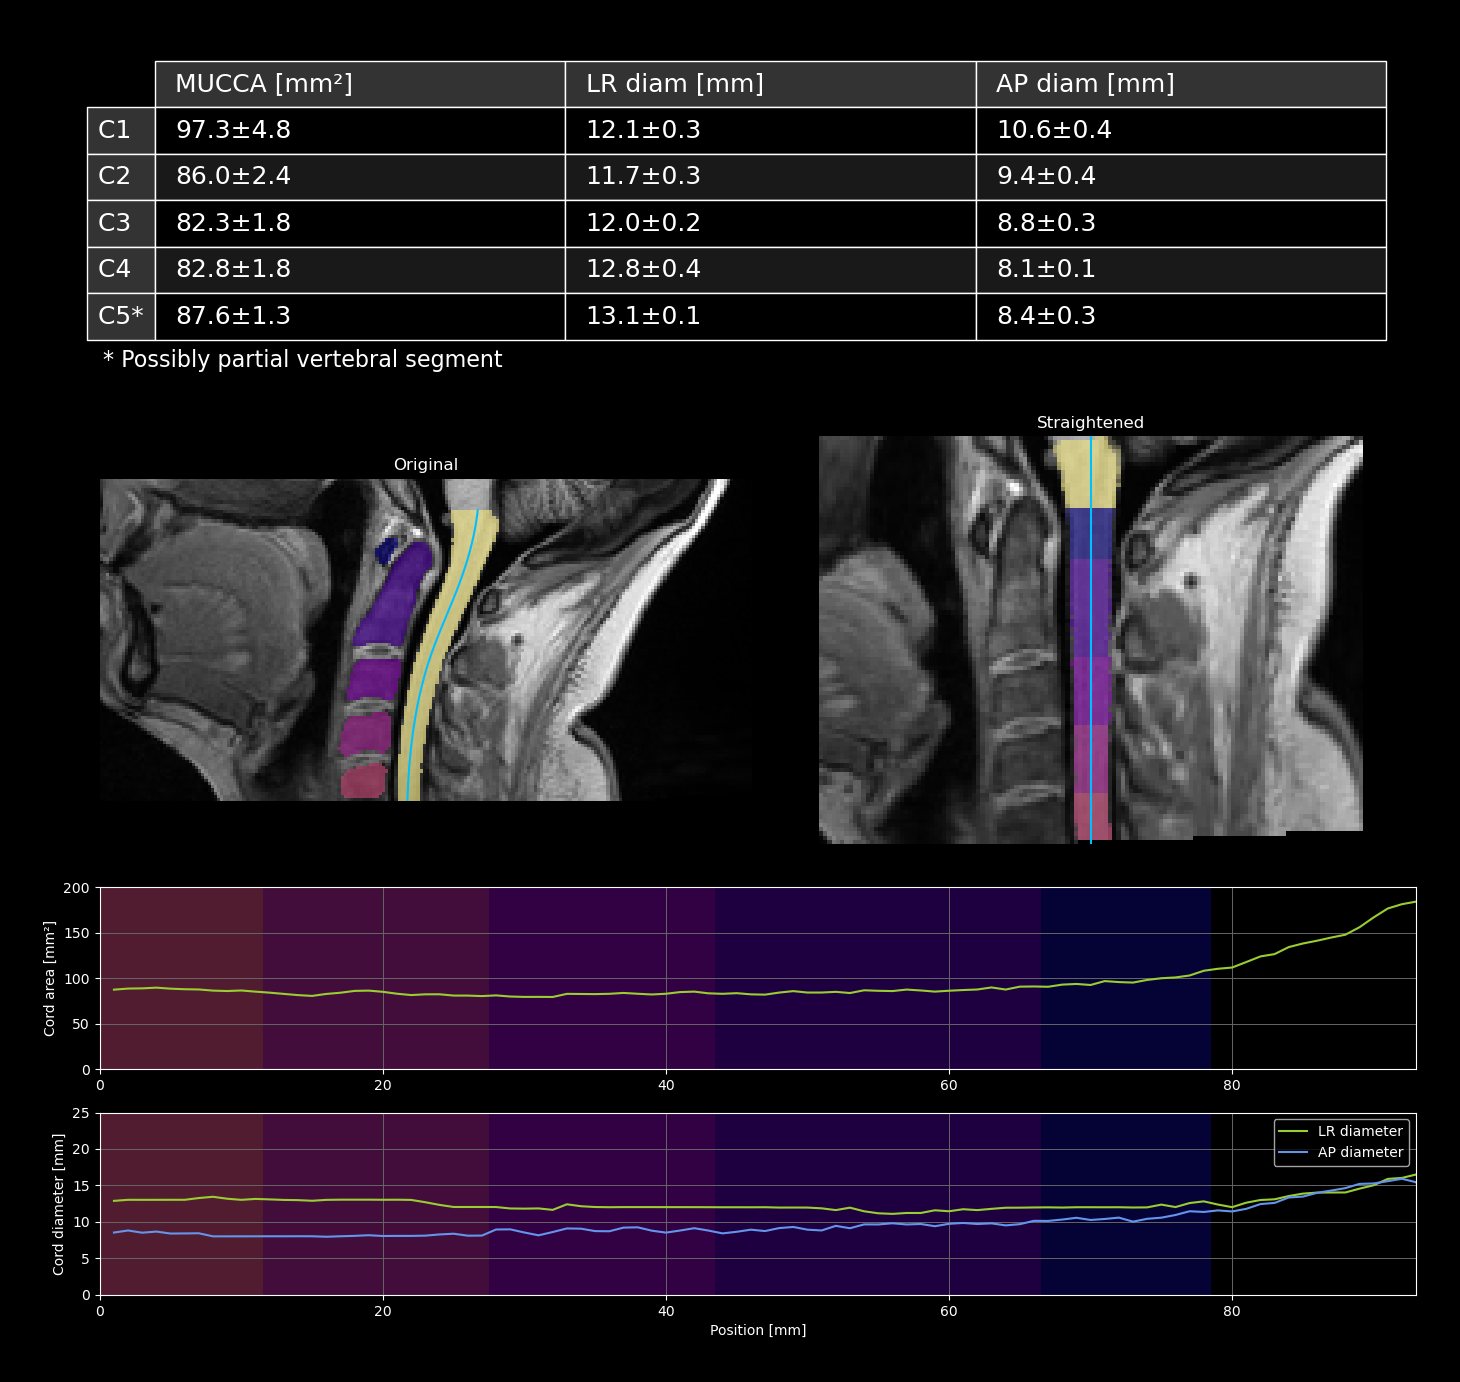 MUCCA [mm²] LR diam [mm] AP diam [mm]
C1 97.3±4.8 12.1±0.3 10.6±0.4
C2 86.0±2.4 11.7±0.3 9.4±0.4
C3 82.3±1.8 12.0±0.2 8.8±0.3
C4 82.8±1.8 12.8±0.4 8.1±0.1
C5* 87.6±1.3 13.1±0.1 8.4±0.3
* Possibly partial vertebral segment
Original
Straightened
Cord area [mm²]
200
150
100
50
0
0 20 40 60 80
Cord diameter [mm]
25
20
15
10
5
0
LR diameter
AP diameter
0 20 40 60 80
Position [mm]